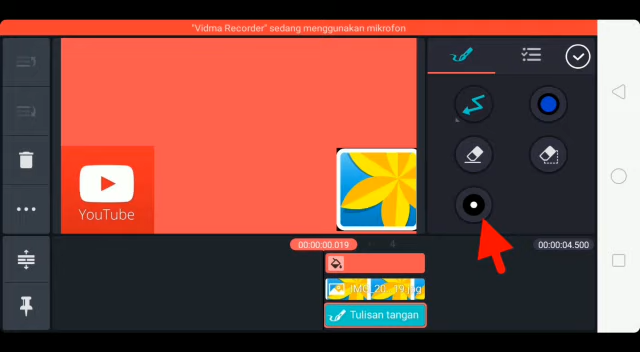 "Vidma Recorder" sedang menggunakan mikrofon
YouTube
00:00:00.019
4
00:00:04.500
Tulisan tangan